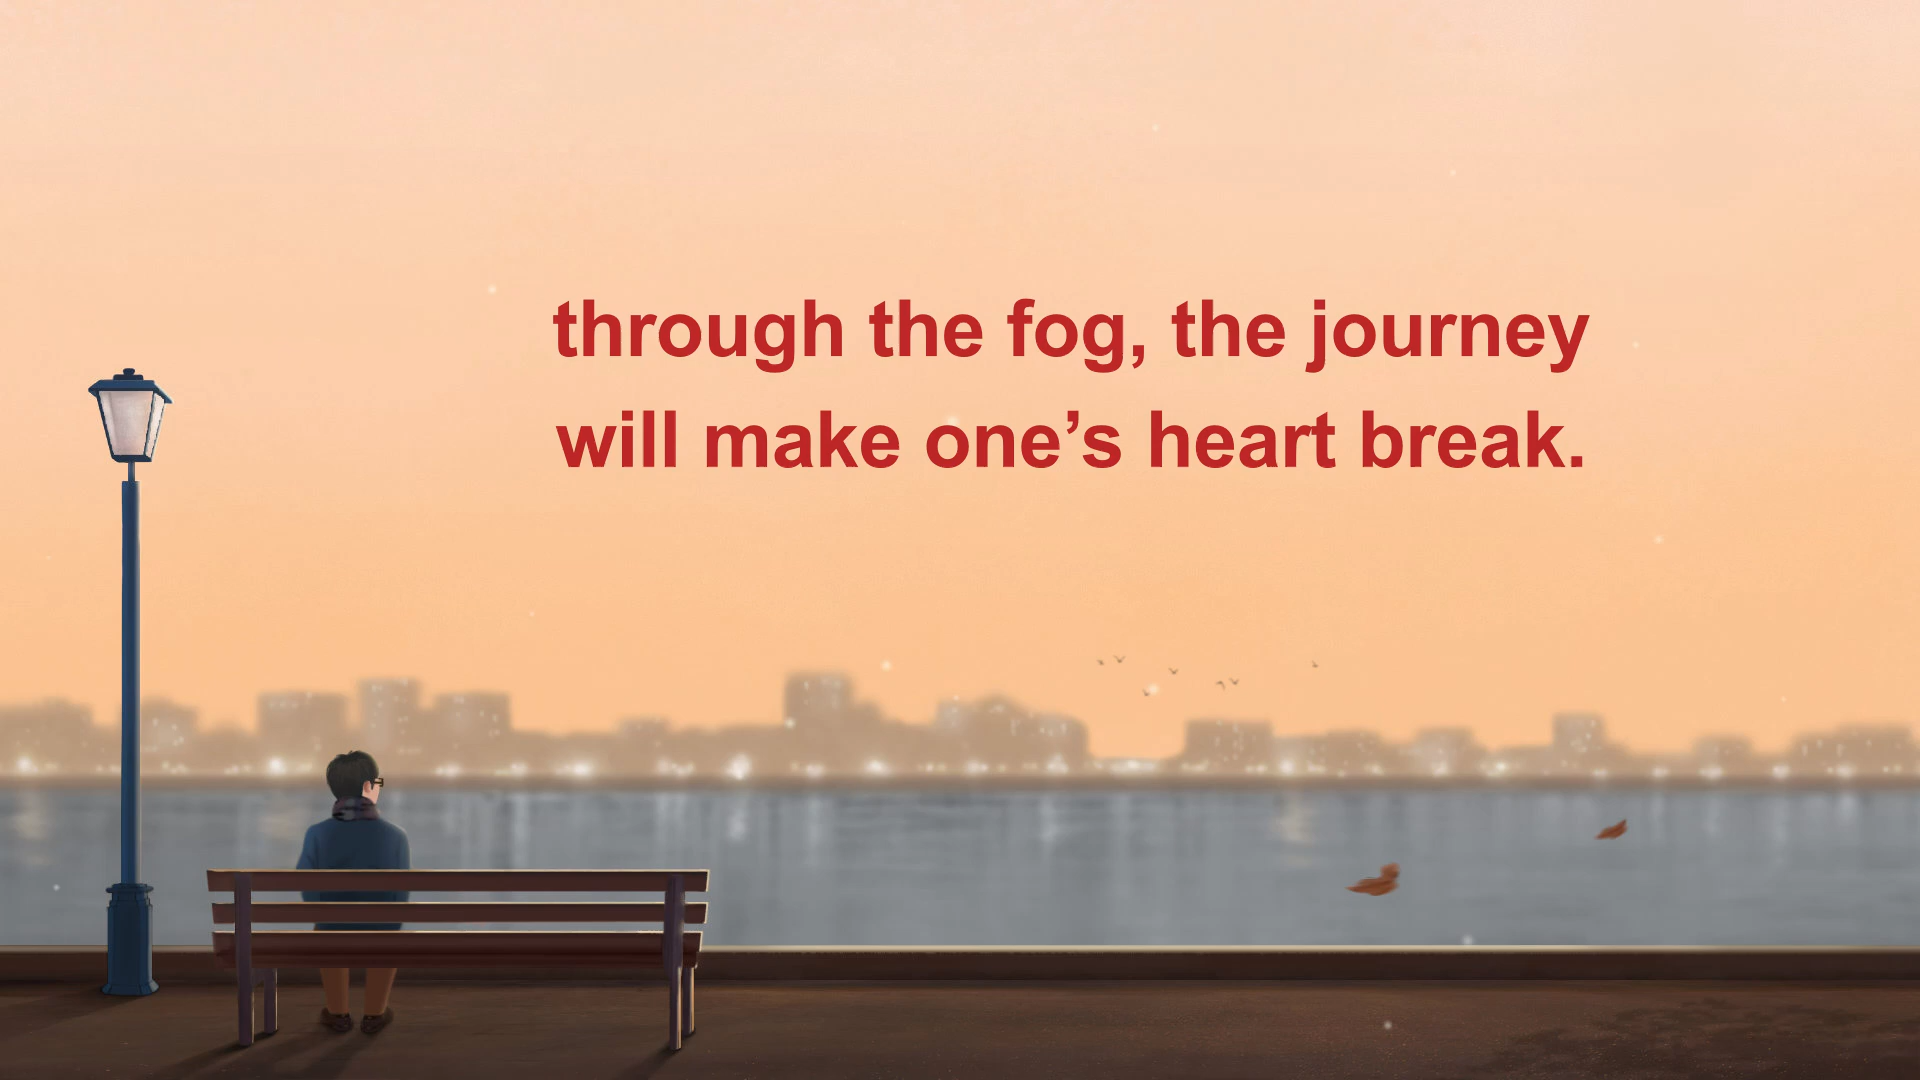 through the fog, the journey
will make one’s heart break.